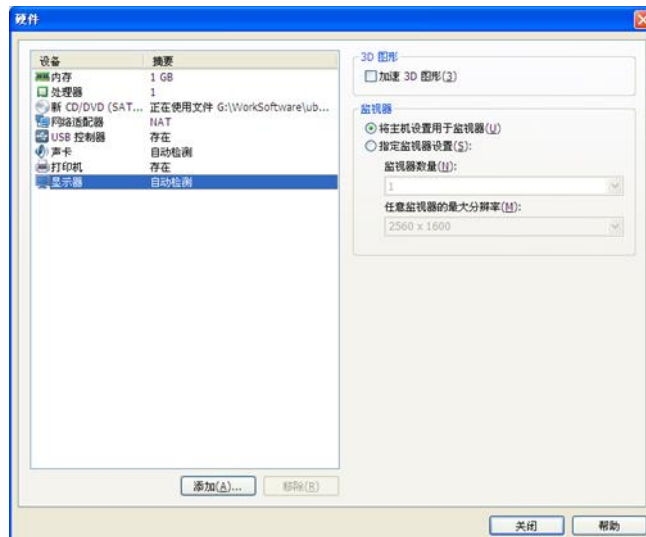 硬件
设备 摘要
内存 1 GB
处理器 1
新 CD/DVD (SAT... 正在使用文件 G:\WorkSoftware\ub...
网络适配器 NAT
USB 控制器 存在
声卡 自动检测
打印机 存在
显示器 自动检测
添加(A)... 移除(R)
3D 图形
加速 3D 图形(3)
监视器
将主机设置用于监视器(U)
指定监视器设置(S):
监视器数量(N):
1
任意监视器的最大分辨率(M):
2560 x 1600
关闭 帮助